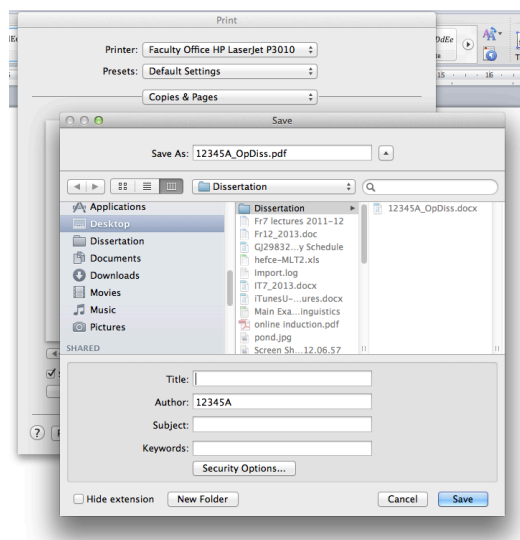 Print
DdEe
Printer: Faculty Office HP LaserJet P3010
Presets: Default Settings
15 16
Copies & Pages
Save
Save As: 12345A_OpDiss.pdf
Dissertation
Applications
Desktop
Dissertation
Documents
Downloads
Movies
Music
Pictures
SHARED
Dissertation
Fr7 lectures 2011-12
Fr12_2013.doc
GJ29832...y Schedule
hefce-MLT2.xls
Import.log
IT7_2013.docx
iTunesU-...ures.docx
Main Exa...inguistics
online induction.pdf
pond.jpg
Screen Sh...12.06.57
12345A_OpDiss.docx
Title:
Author: 12345A
Subject:
Keywords:
Security Options...
?
Hide extension New Folder Cancel Save